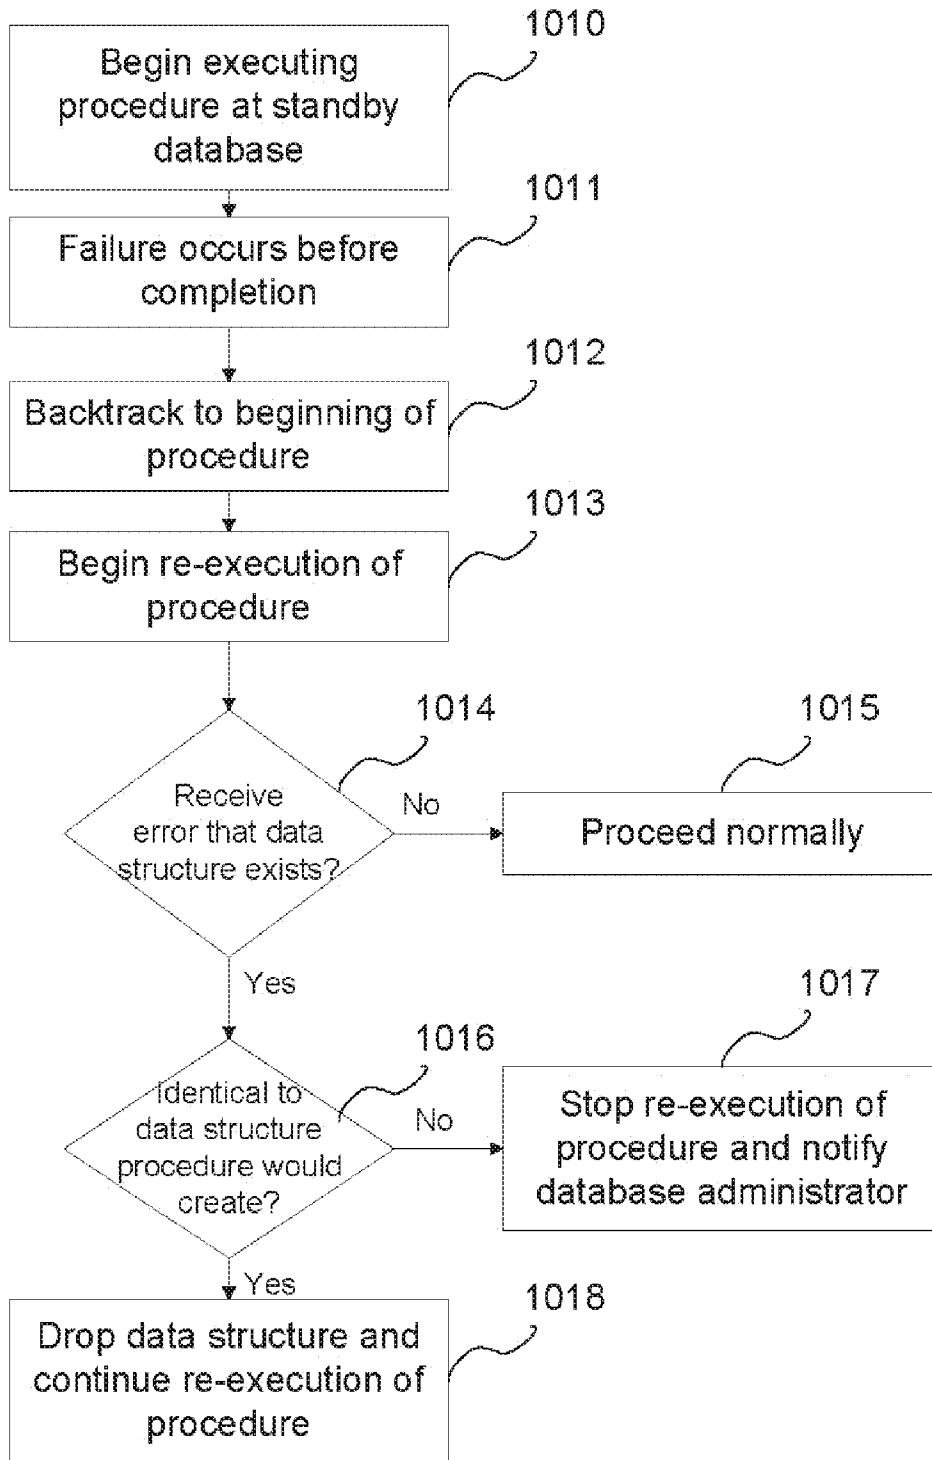 1010
Begin executing
procedure at standby
database
1011
Failure occurs before
completion
1012
Backtrack to beginning of
procedure
1013
Begin re-execution of
procedure
1014
Receive
error that data
structure exists?
No
1015
Proceed normally
Yes
1016
Identical to
data structure
procedure would
create?
No
1017
Stop re-execution of
procedure and notify
database administrator
Yes
1018
Drop data structure and
continue re-execution of
procedure